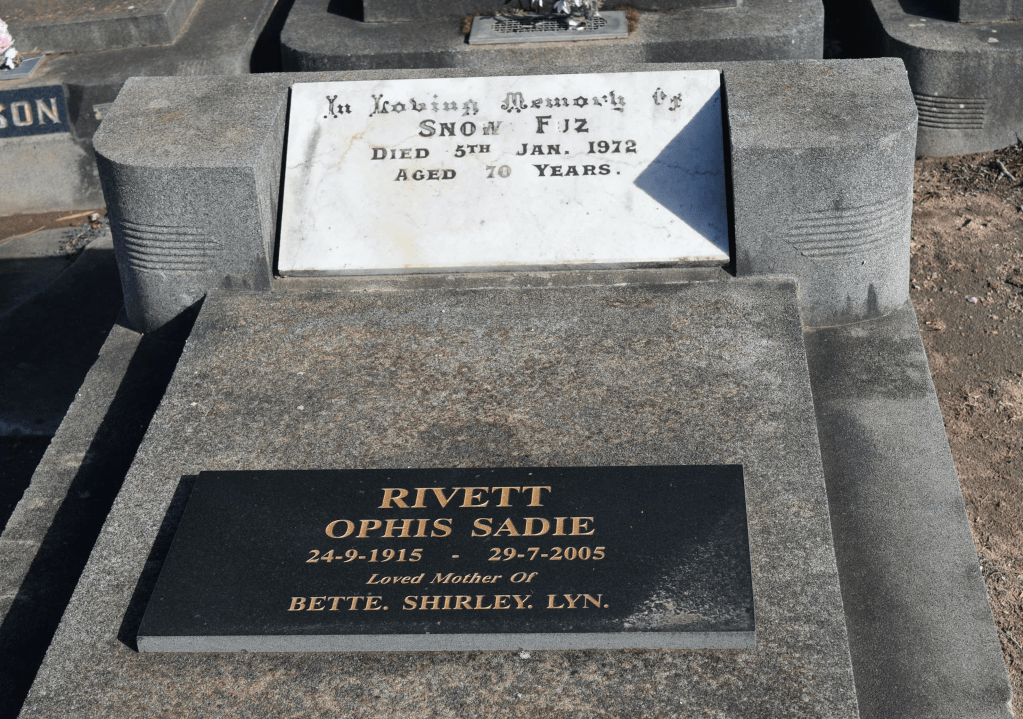 In Loving Memory Of
SNOW FUZ
DIED 5TH JAN. 1972
AGED 70 YEARS.
SON
RIVETT
OPHIS SADIE
24-9-1915 - 29-7-2005
Loved Mother Of
BETTE. SHIRLEY. LYN.